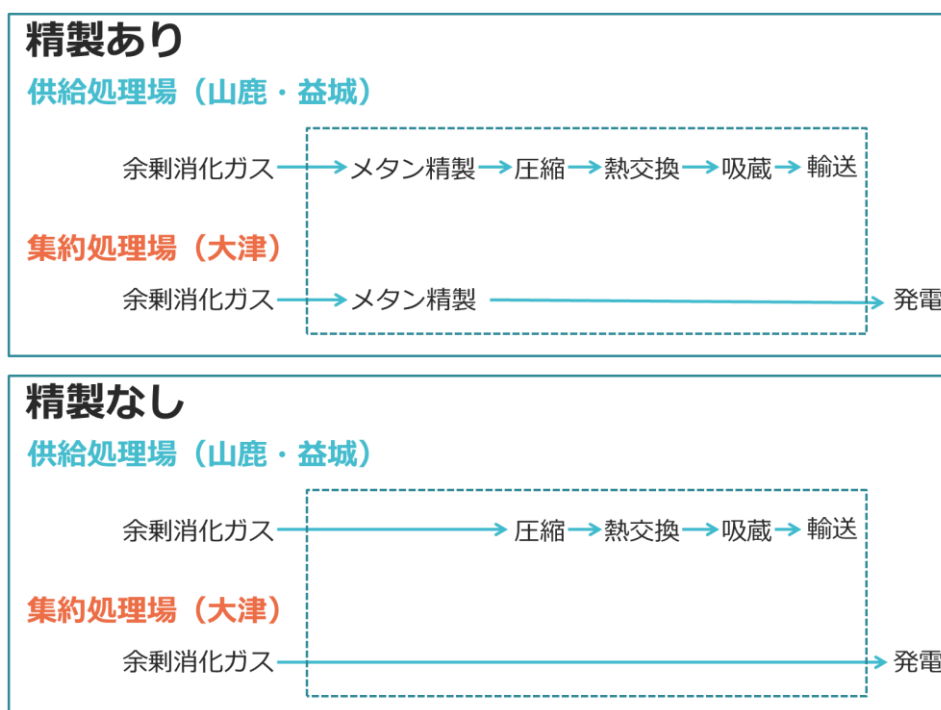 精製あり
供給処理場（山鹿・益城）
余剰消化ガス メタン精製 圧縮 熱交換 吸蔵 輸送
集約処理場（大津）
余剰消化ガス メタン精製 発電
精製なし
供給処理場（山鹿・益城）
余剰消化ガス 圧縮 熱交換 吸蔵 輸送
集約処理場（大津）
余剰消化ガス 発電